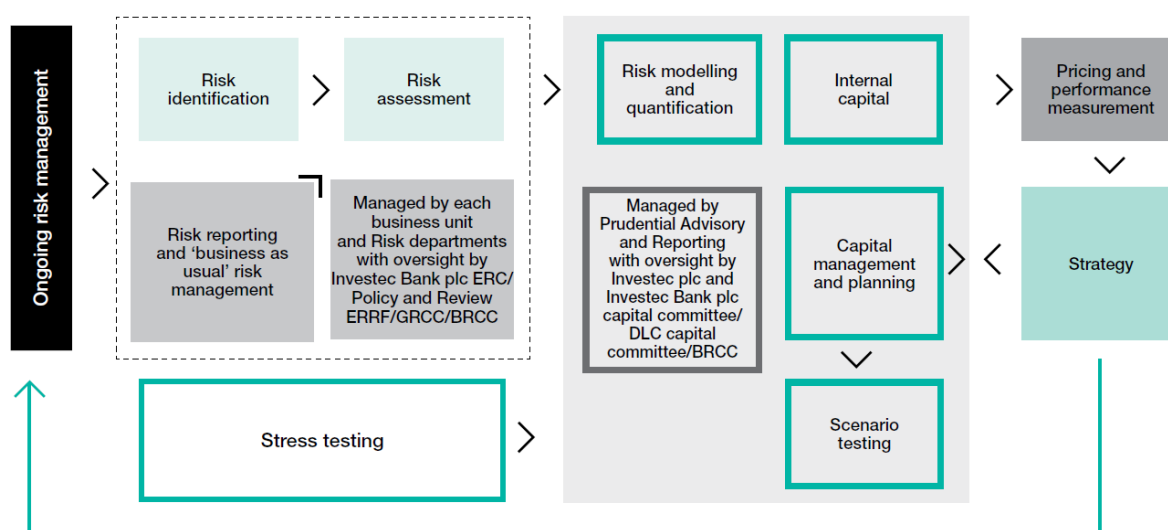 Ongoing risk management
Risk
identification
Risk
assessment
Risk modelling
and
quantification
Internal
capital
Pricing and
performance
measurement
Risk reporting
and ‘business as
usual’ risk
management
Managed by each
business unit
and Risk departments
with oversight by
Investec Bank plc ERC/
Policy and Review
ERRF/GRCC/BRCC
Managed by
Prudential Advisory
and Reporting
with oversight by
Investec plc and
Investec Bank plc
capital committee/
DLC capital
committee/BRCC
Capital
management
and planning
Strategy
Stress testing
Scenario
testing